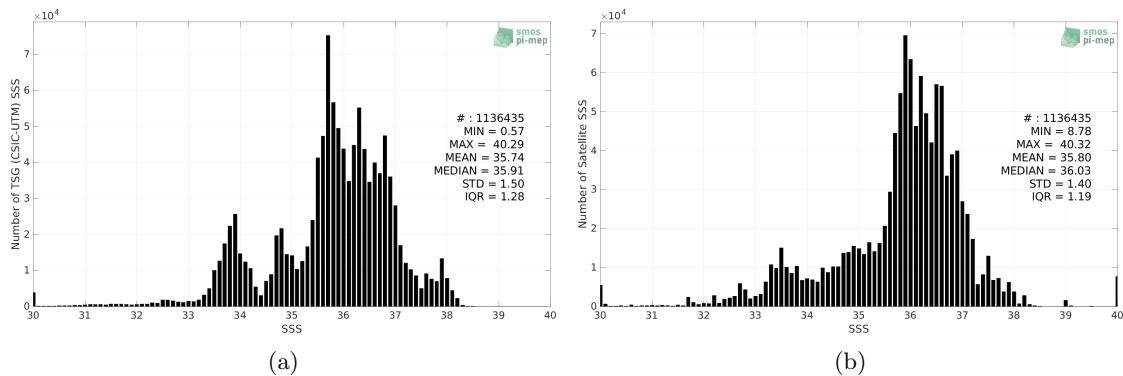 ×10⁴
7
6
5
4
3
2
1
0
Number of TSG (CSIC-UTM) SSS
smos
pi-mep
# : 1136435
MIN = 0.57
MAX = 40.29
MEAN = 35.74
MEDIAN = 35.91
STD = 1.50
IQR = 1.28
30 31 32 33 34 35 36 37 38 39 40
SSS
(a)
×10⁴
7
6
5
4
3
2
1
0
Number of Satellite SSS
smos
pi-mep
# : 1136435
MIN = 8.78
MAX = 40.32
MEAN = 35.80
MEDIAN = 36.03
STD = 1.40
IQR = 1.19
30 31 32 33 34 35 36 37 38 39 40
SSS
(b)